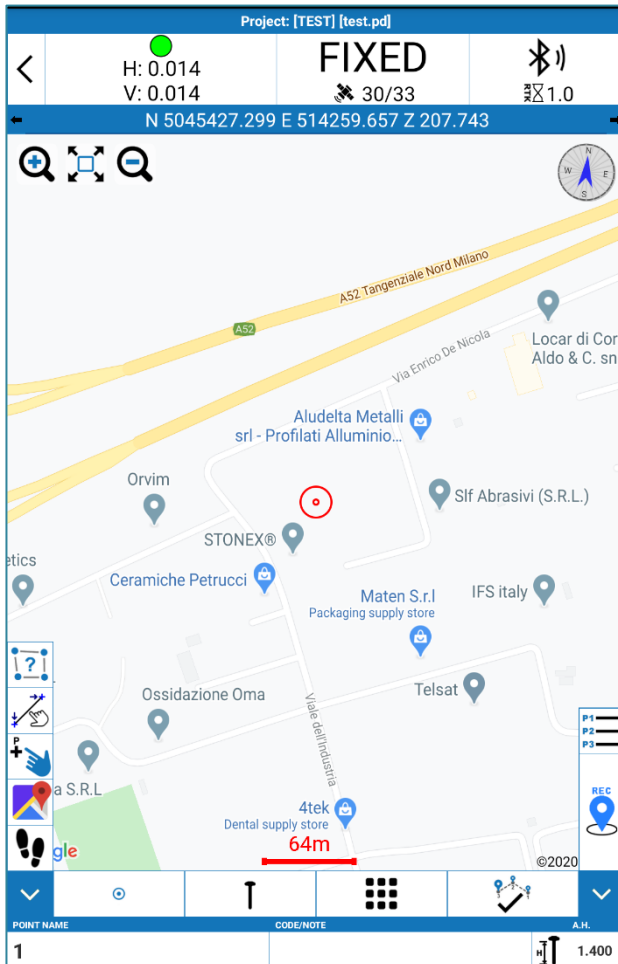 Project: [TEST] [test.pd]
H: 0.014
V: 0.014
FIXED
30/33
RTK 1.0
N 5045427.299 E 514259.657 Z 207.743
N
W E
S
A52 Tangenziale Nord Milano
A52
Via Enrico De Nicola
Locar di Cor
Aldo & C. sn
Aludelta Metalli
srl - Profilati Alluminio...
Orvim
Slf Abrasivi (S.R.L.)
STONEX®
etics
Ceramiche Petrucci
Maten S.r.l
Packaging supply store
IFS italy
?
Telsat
Ossidazione Oma
Viale dell'Industria
P
P1
P2
P3
a S.R.L
REC
4tek
Dental supply store
64m
gle
©2020
POINT NAME
CODE/NOTE
A.H.
1
H
1.400